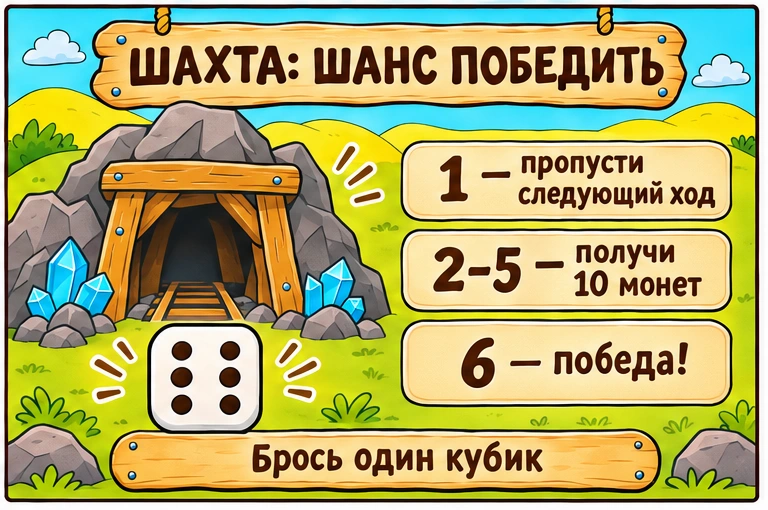 ШАХТА: ШАНС ПОБЕДИТЬ
1 — пропусти
следующий ход
2-5 — получи
10 монет
6 — победа!
Брось один кубик